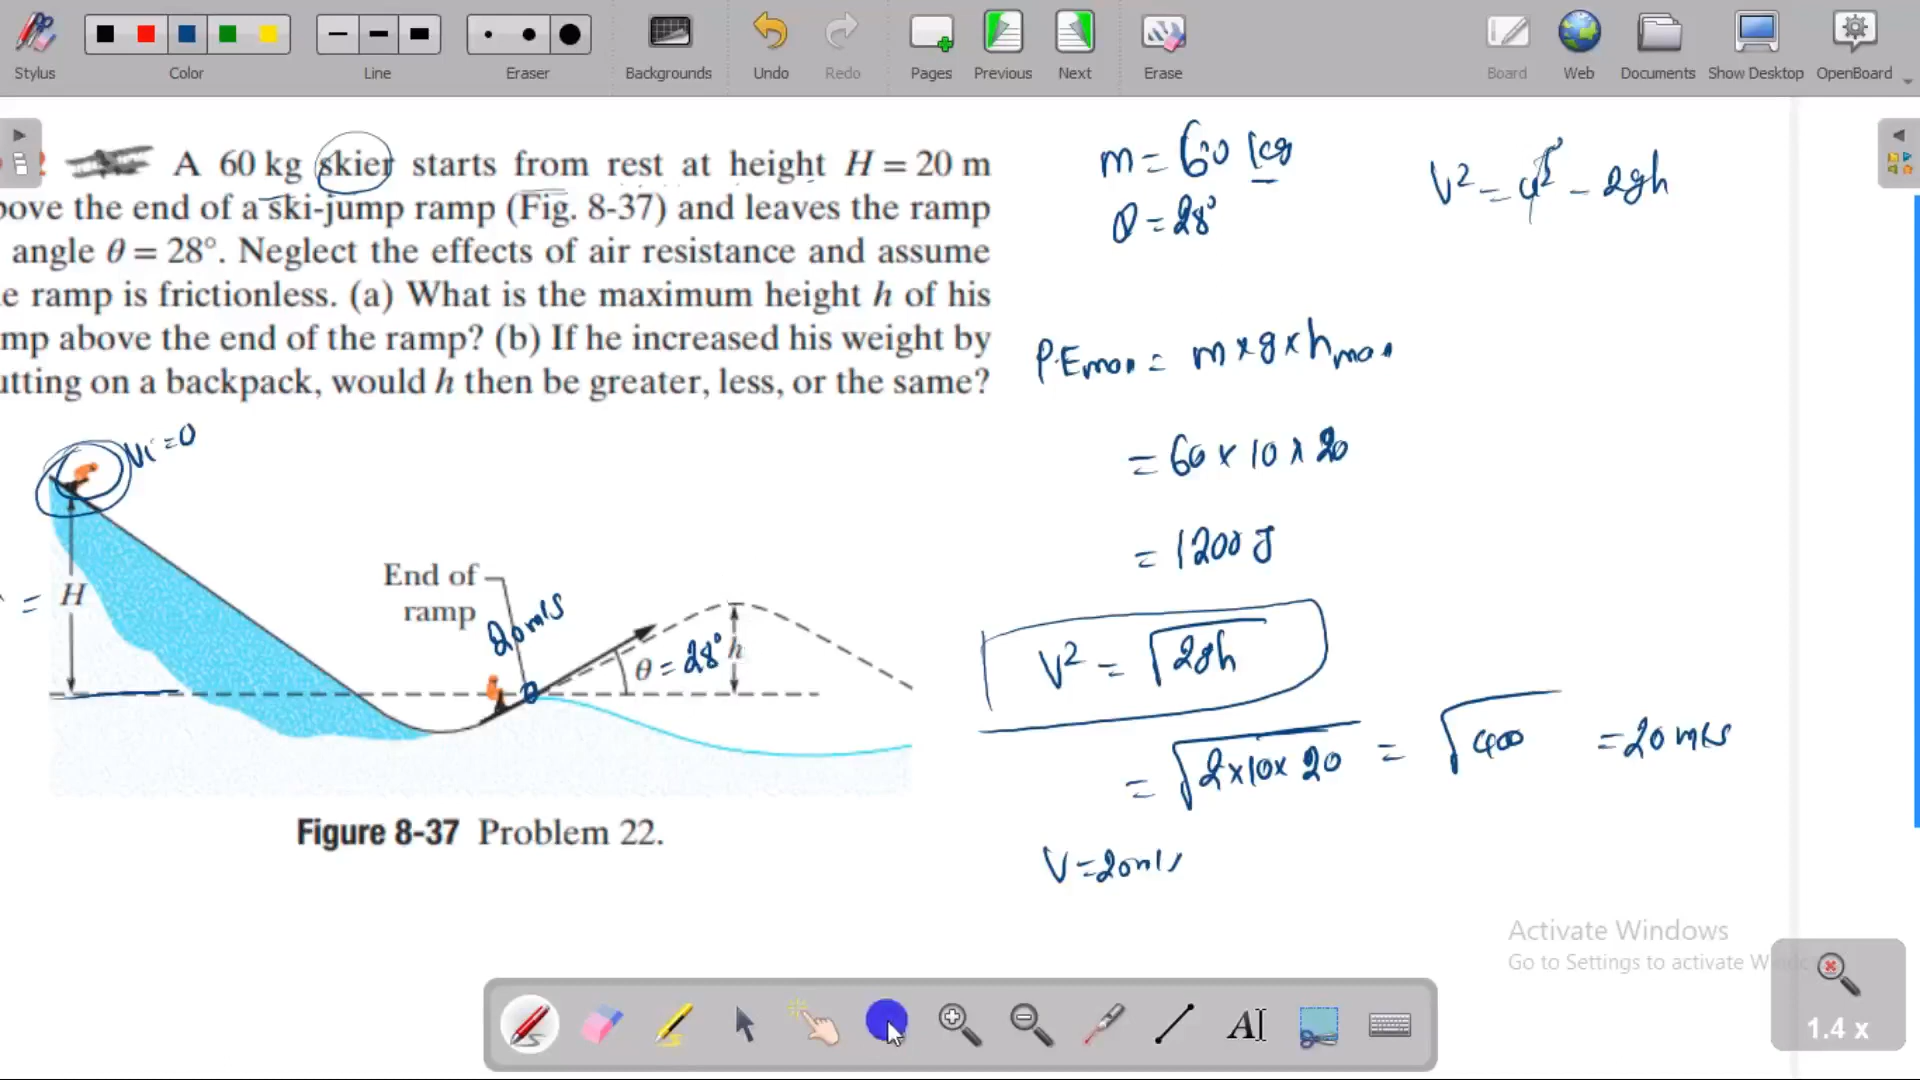 Stylus
Color
Line
Eraser
Backgrounds
Undo
Redo
Pages
Previous
Next
Erase
Board
Web
Documents
Show Desktop
OpenBoard
A 60 kg skier starts from rest at height H = 20 m
ove the end of a ski-jump ramp (Fig. 8-37) and leaves the ramp
angle θ = 28°. Neglect the effects of air resistance and assume
e ramp is frictionless. (a) What is the maximum height h of his
mp above the end of the ramp? (b) If he increased his weight by
utting on a backpack, would h then be greater, less, or the same?
m = 60 kg
θ = 28°
V² = u² - 2gh
P.Emax = m × g × hmax
= 60 × 10 × 20
= 1200 J
V² = √2gh
= √2×10×20 = √400 = 20 m/s
V = 20 m/s
Vi = 0
= H
End of
ramp
20 m/s
θ = 28°
h
Figure 8-37 Problem 22.
Activate Windows
Go to Settings to activate W
1.4 x